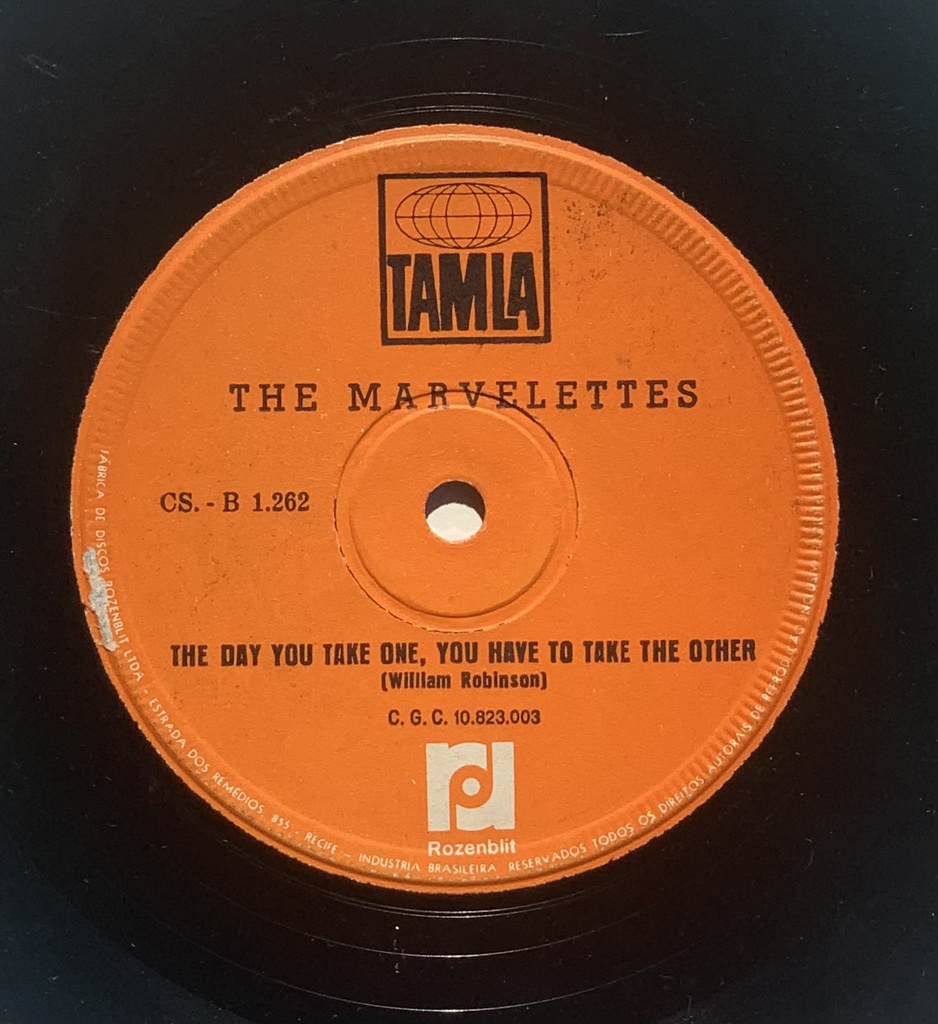 TAMLA
THE MARVELETTES
CS. - B 1.262
THE DAY YOU TAKE ONE, YOU HAVE TO TAKE THE OTHER
(William Robinson)
C. G. C. 10.823.003
Rozenblit
FÁBRICA DE DISCOS ROZENBLIT LTDA - ESTRADA DOS REMÉDIOS 855 - RECIFE - INDUSTRIA BRASILEIRA RESERVADOS TODOS OS DIREITOS AUTORAIS DE